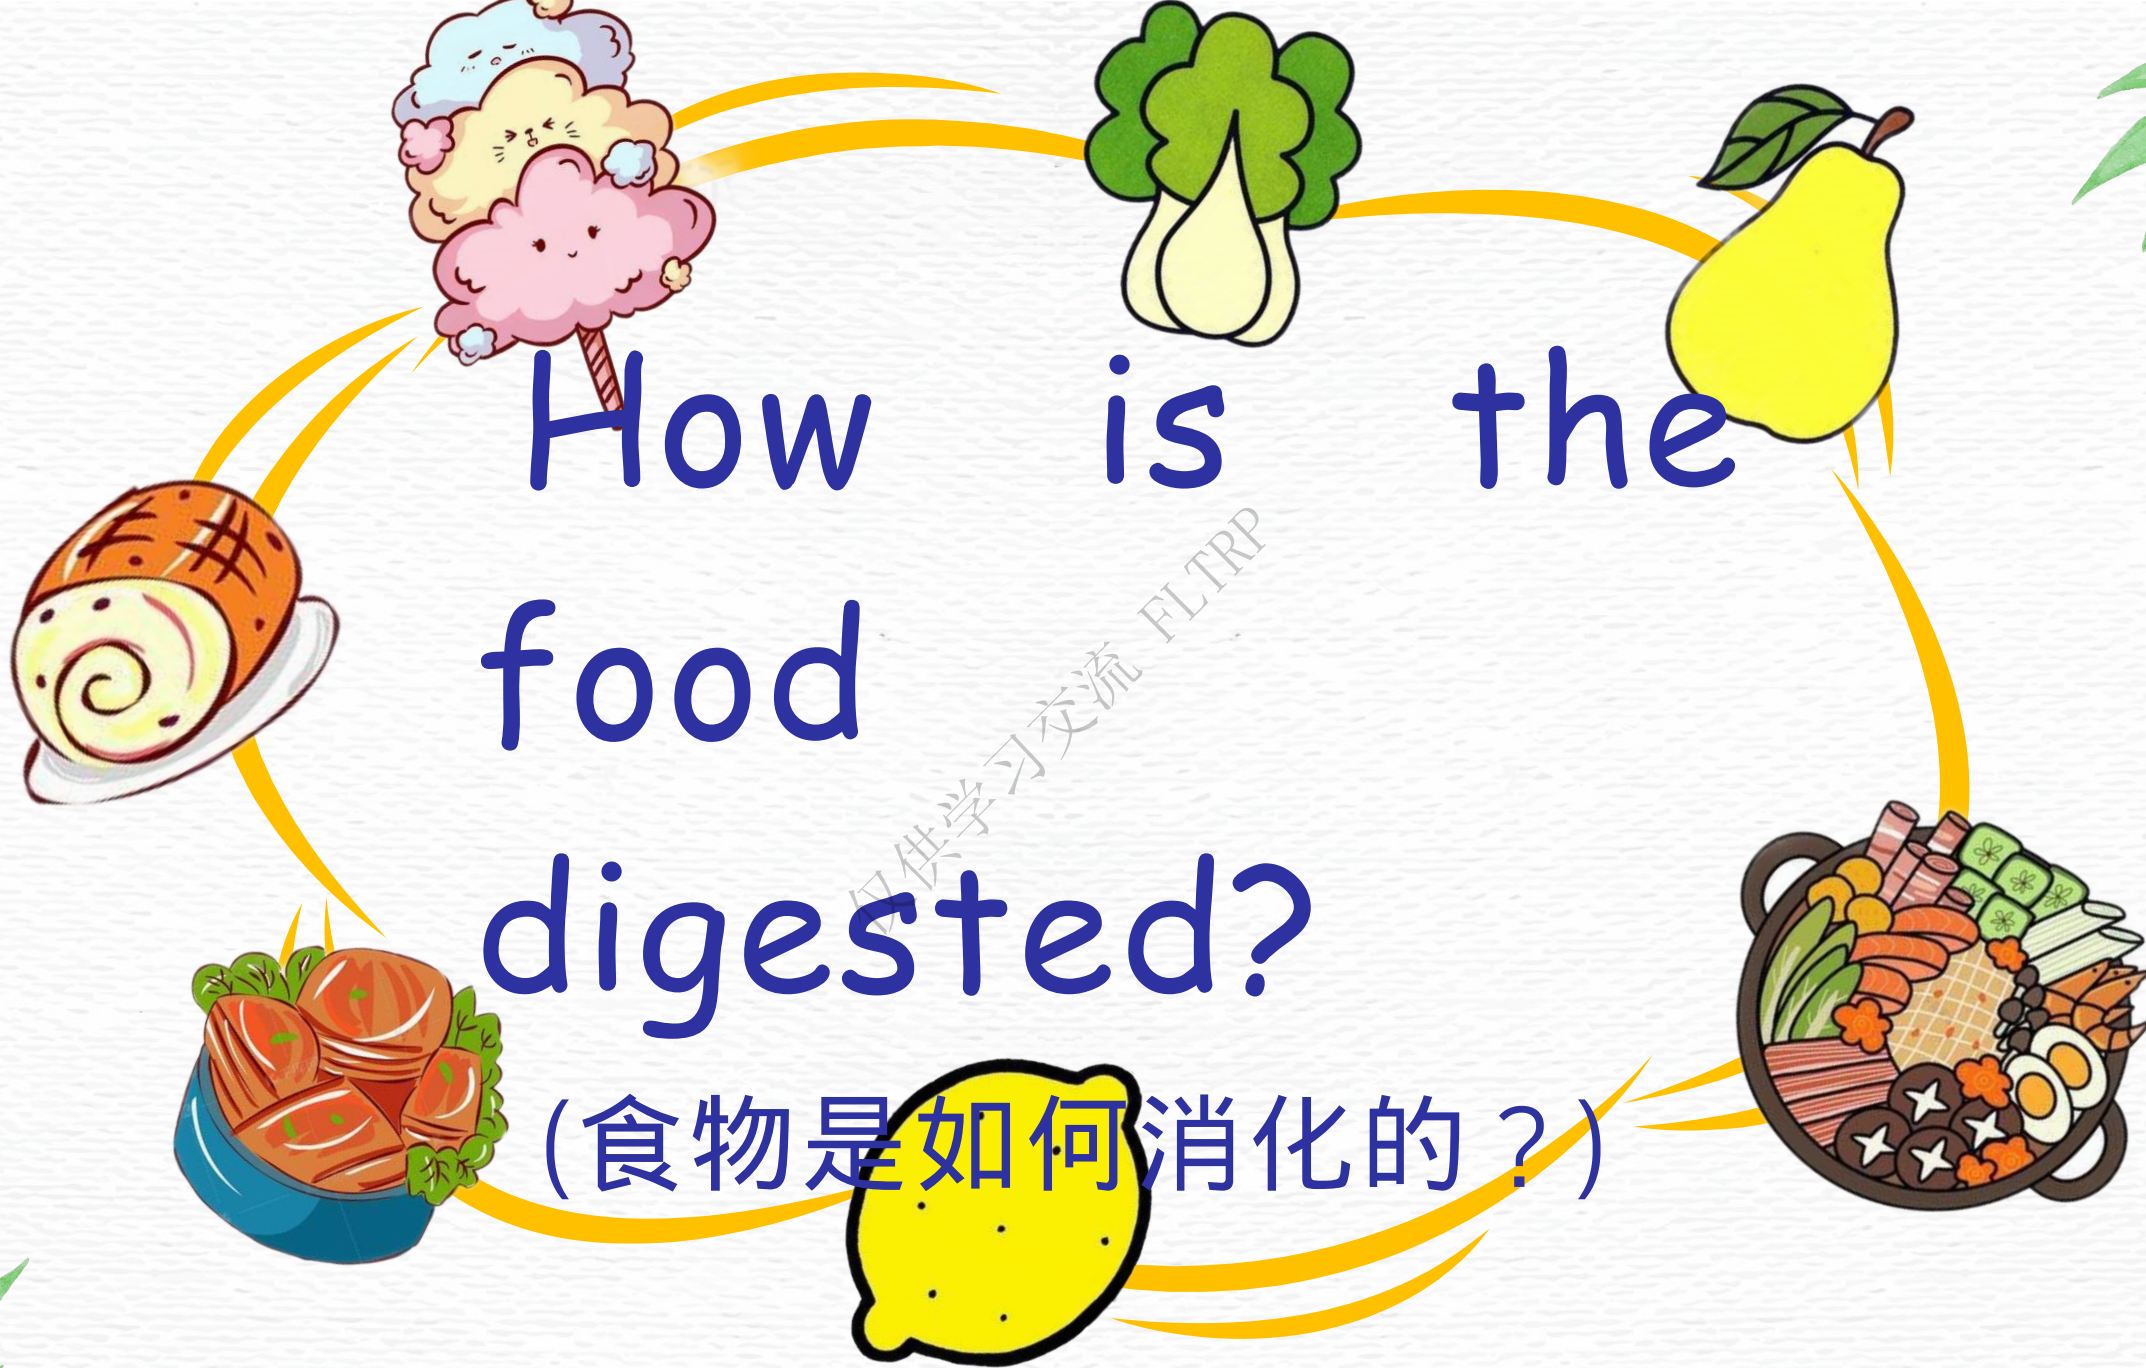 How is the
food
digested?
(食物是如何消化的？)
仅供学习交流 FLTRP